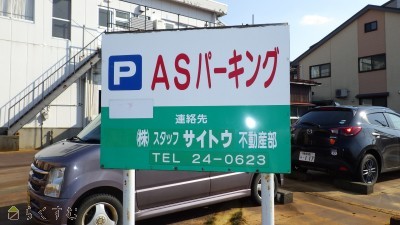 P ASパーキング
連絡先
㈱スタッフ サイトウ 不動産部
TEL 24-0623
らくすむ